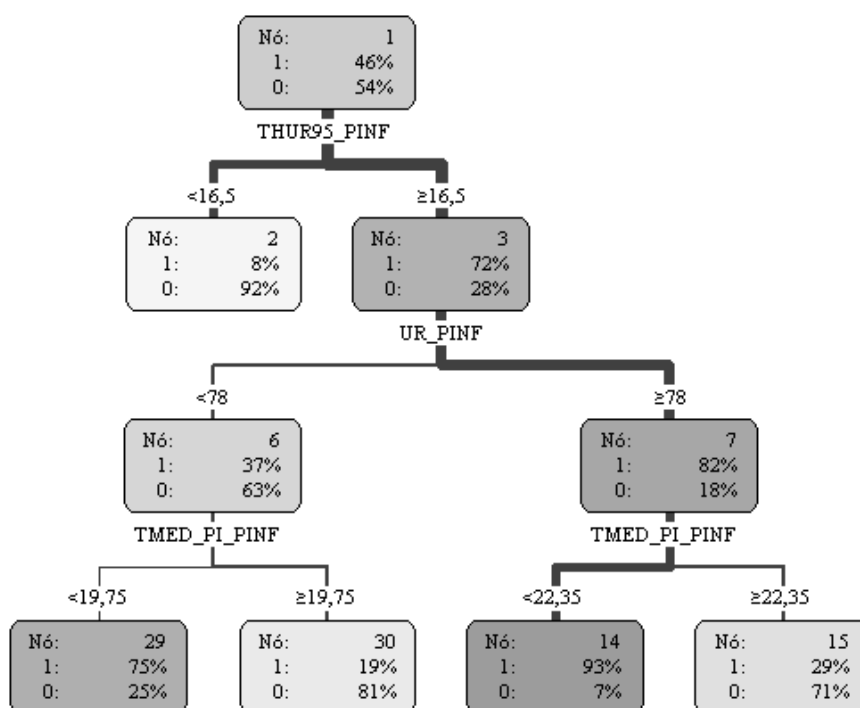 Nó: 1
1: 46%
0: 54%
THUR95_PINF
<16,5
≥16,5
Nó: 2
1: 8%
0: 92%
Nó: 3
1: 72%
0: 28%
UR_PINF
<78
≥78
Nó: 6
1: 37%
0: 63%
Nó: 7
1: 82%
0: 18%
TMED_PI_PINF
TMED_PI_PINF
<19,75
≥19,75
<22,35
≥22,35
Nó: 29
1: 75%
0: 25%
Nó: 30
1: 19%
0: 81%
Nó: 14
1: 93%
0: 7%
Nó: 15
1: 29%
0: 71%